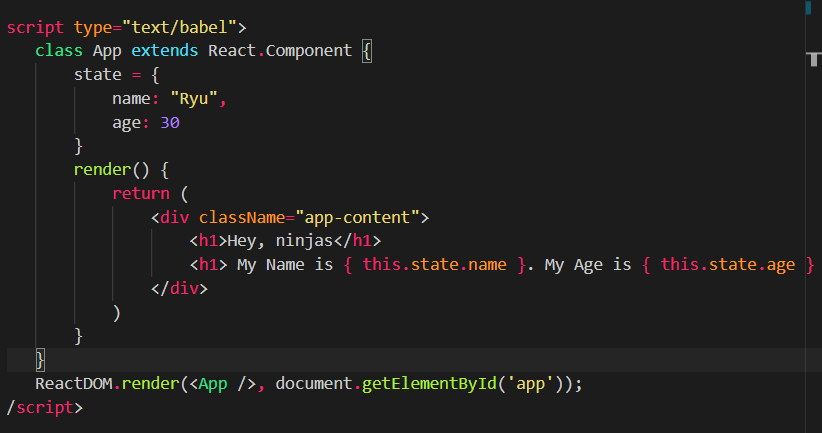 script type="text/babel">
class App extends React.Component {
state = {
name: "Ryu",
age: 30
}
render() {
return (
<div className="app-content">
<h1>Hey, ninjas</h1>
<h1> My Name is { this.state.name }. My Age is { this.state.age }
</div>
)
}
}
ReactDOM.render(<App />, document.getElementById('app'));
/script>